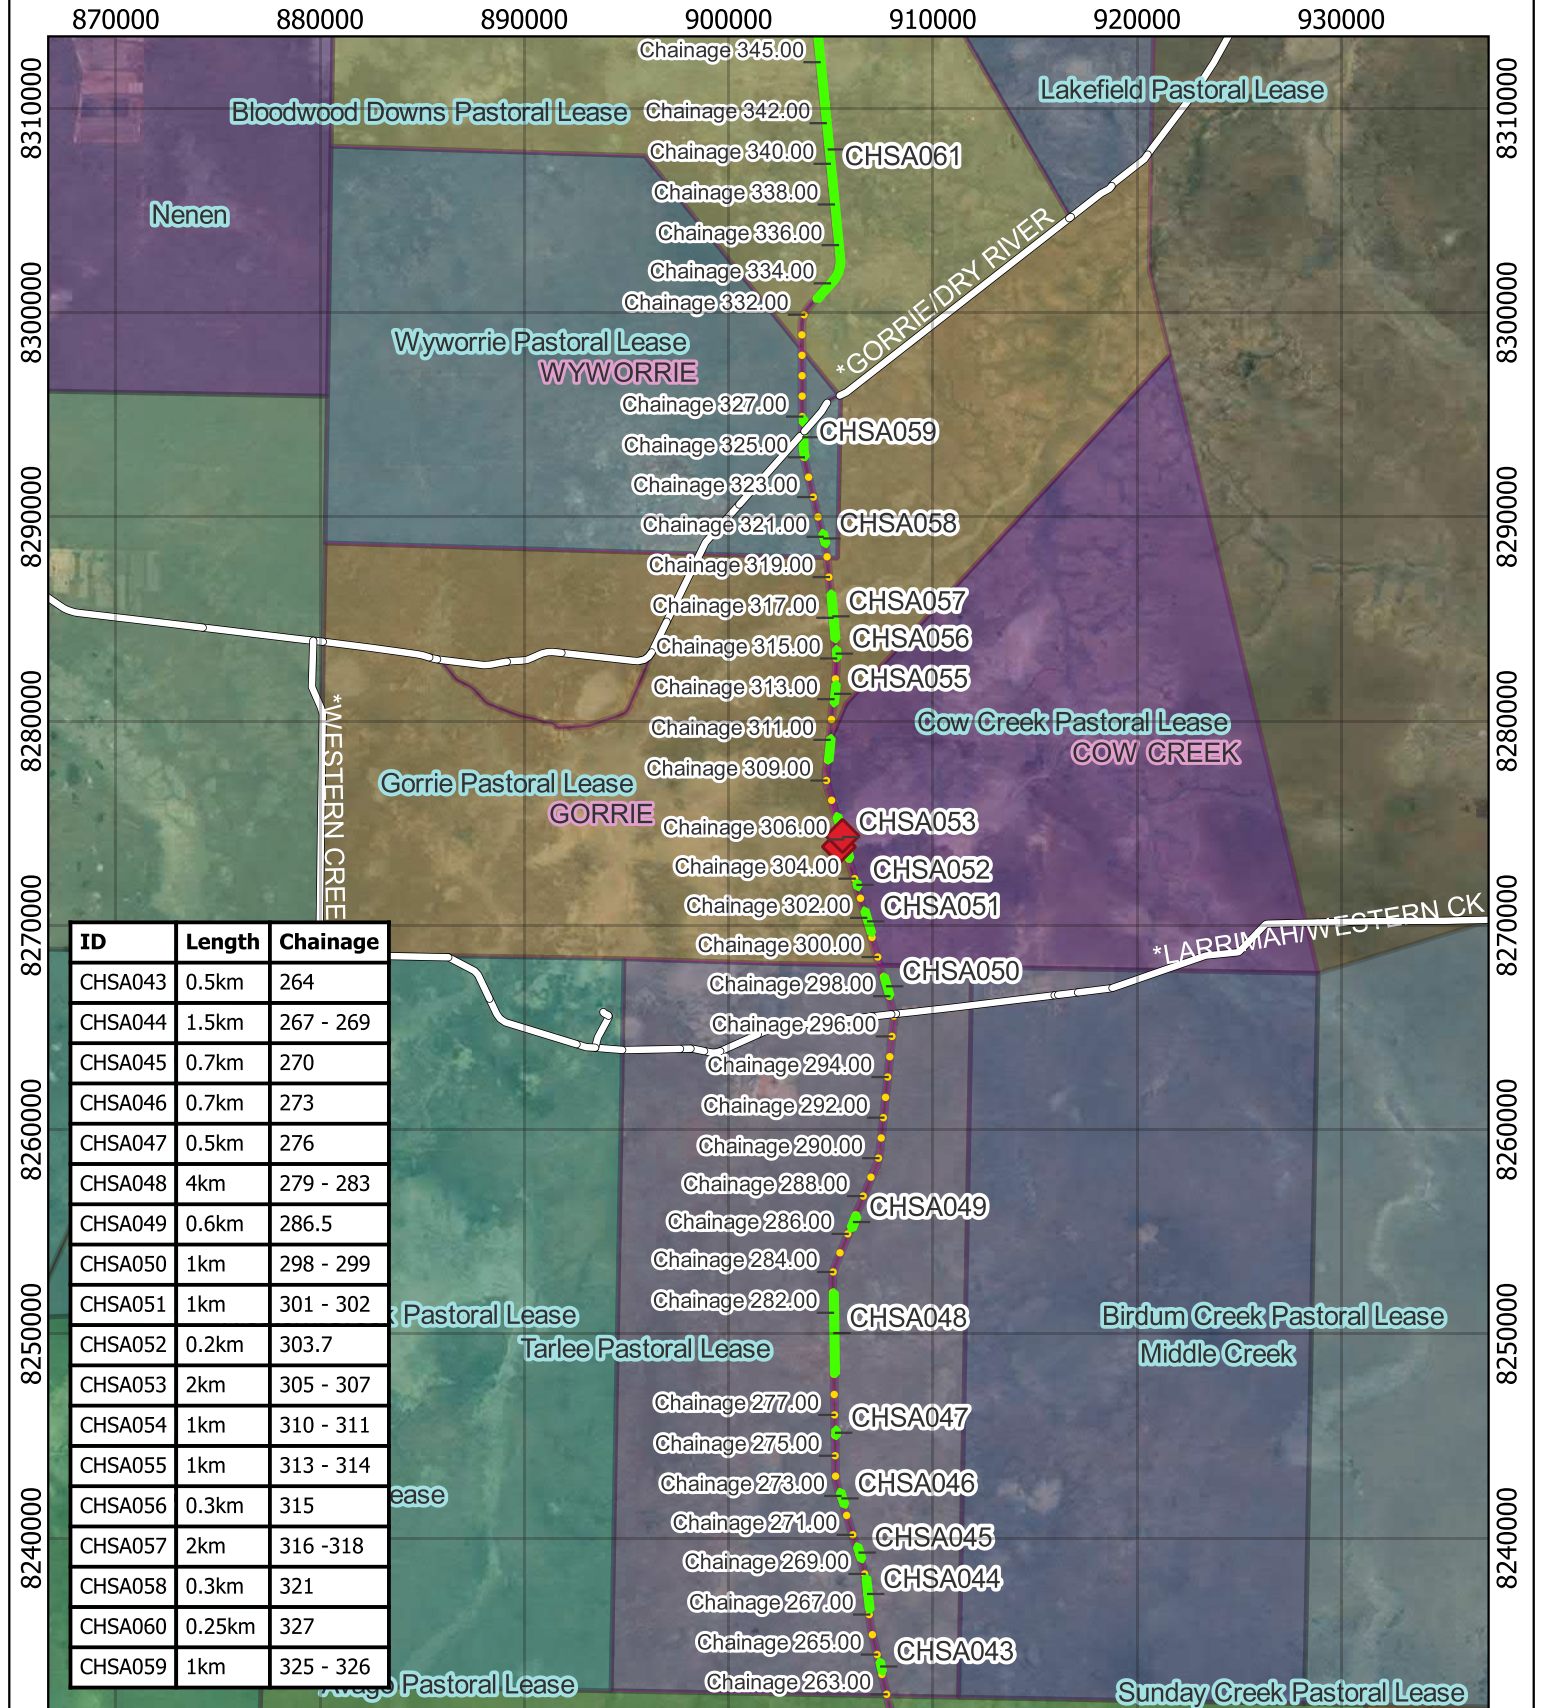 870000 880000 890000 900000 910000 920000 930000
8310000
8300000
8290000
8280000
8270000
8260000
8250000
8240000
8310000
8300000
8290000
8280000
8270000
8260000
8250000
8240000
Chainage 345.00
Lakefield Pastoral Lease
Bloodwood Downs Pastoral Lease
Chainage 342.00
Chainage 340.00
CHSA061
Chainage 338.00
Nenen
Chainage 336.00
*GORRIE/DRY RIVER
Chainage 334.00
Chainage 332.00
Wyworrie Pastoral Lease
WYWORRIE
Chainage 327.00
CHSA059
Chainage 325.00
Chainage 323.00
Chainage 321.00
CHSA058
Chainage 319.00
Chainage 317.00
CHSA057
CHSA056
Chainage 315.00
CHSA055
Chainage 313.00
*WESTERN CREE
Cow Creek Pastoral Lease
Chainage 311.00
COW CREEK
Chainage 309.00
Gorrie Pastoral Lease
GORRIE
CHSA053
Chainage 306.00
Chainage 304.00
CHSA052
Chainage 302.00
CHSA051
*LARRIMAH/WESTERN CK
Chainage 300.00
CHSA050
Chainage 298.00
Chainage 296.00
Chainage 294.00
Chainage 292.00
Chainage 290.00
Chainage 288.00
CHSA049
Chainage 286.00
Chainage 284.00
Chainage 282.00
CHSA048
k Pastoral Lease
Birdum Creek Pastoral Lease
Tarlee Pastoral Lease
Middle Creek
Chainage 277.00
CHSA047
Chainage 275.00
Chainage 273.00
CHSA046
ease
Chainage 271.00
CHSA045
Chainage 269.00
CHSA044
Chainage 267.00
Chainage 265.00
CHSA043
Chainage 263.00
Pastoral Lease
Sunday Creek Pastoral Lease
ID Length Chainage
CHSA043 0.5km 264
CHSA044 1.5km 267 - 269
CHSA045 0.7km 270
CHSA046 0.7km 273
CHSA047 0.5km 276
CHSA048 4km 279 - 283
CHSA049 0.6km 286.5
CHSA050 1km 298 - 299
CHSA051 1km 301 - 302
CHSA052 0.2km 303.7
CHSA053 2km 305 - 307
CHSA054 1km 310 - 311
CHSA055 1km 313 - 314
CHSA056 0.3km 315
CHSA057 2km 316 -318
CHSA058 0.3km 321
CHSA060 0.25km 327
CHSA059 1km 325 - 326